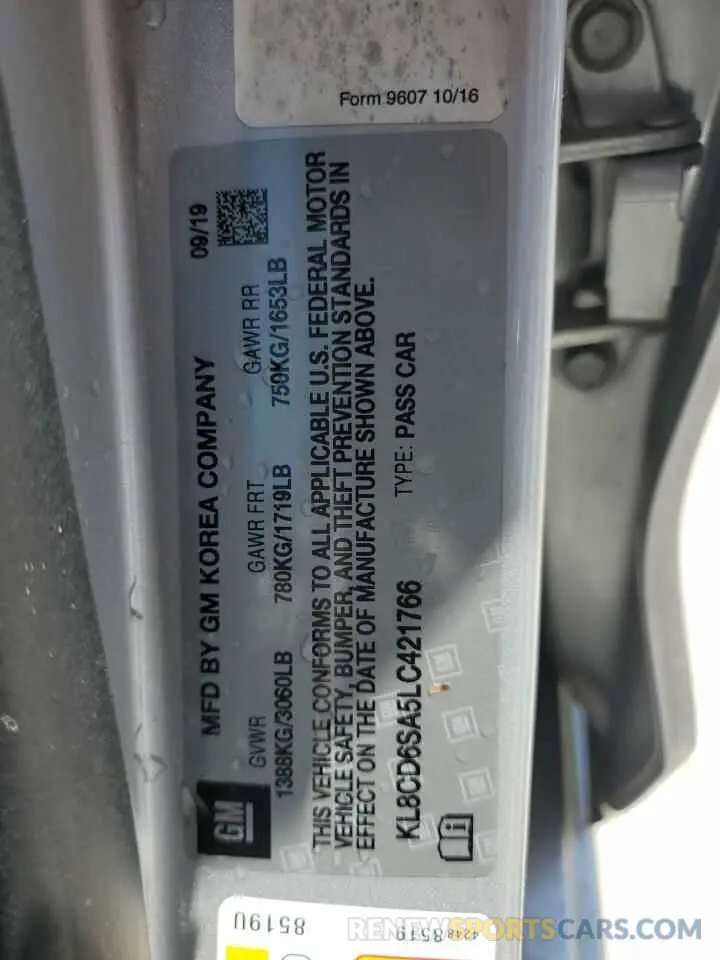 Form 9607 10/16
MFD BY GM KOREA COMPANY 09/19
GM
GVWR GAWR FRT GAWR RR
1388KG/3060LB 780KG/1719LB 750KG/1653LB
THIS VEHICLE CONFORMS TO ALL APPLICABLE U.S. FEDERAL MOTOR
VEHICLE SAFETY, BUMPER, AND THEFT PREVENTION STANDARDS IN
EFFECT ON THE DATE OF MANUFACTURE SHOWN ABOVE.
KL8CD6SA5LC421766 TYPE: PASS CAR
8519U
RENEWSPORTSCARS.COM